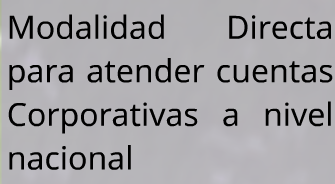 Modalidad Directa
para atender cuentas
Corporativas a nivel
nacional